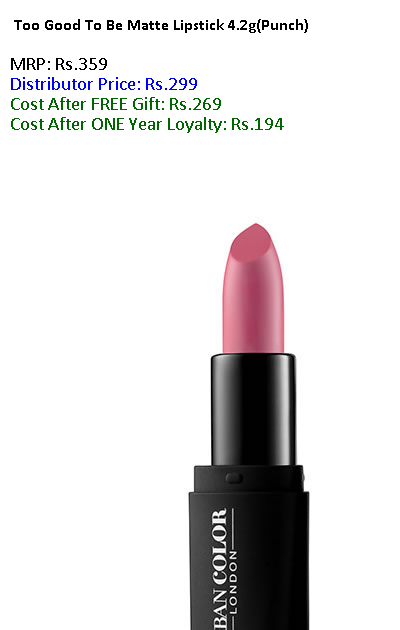 Too Good To Be Matte Lipstick 4.2g(Punch)
MRP: Rs.359
Distributor Price: Rs.299
Cost After FREE Gift: Rs.269
Cost After ONE Year Loyalty: Rs.194
BAN COLOR
LONDON